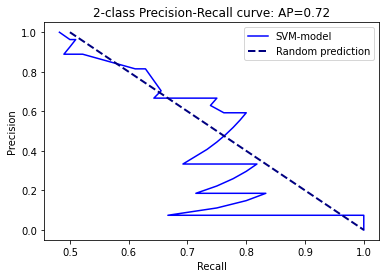 2-class Precision-Recall curve: AP=0.72
SVM-model
Random prediction
Precision
1.0
0.8
0.6
0.4
0.2
0.0
0.5
0.6
0.7
0.8
0.9
1.0
Recall